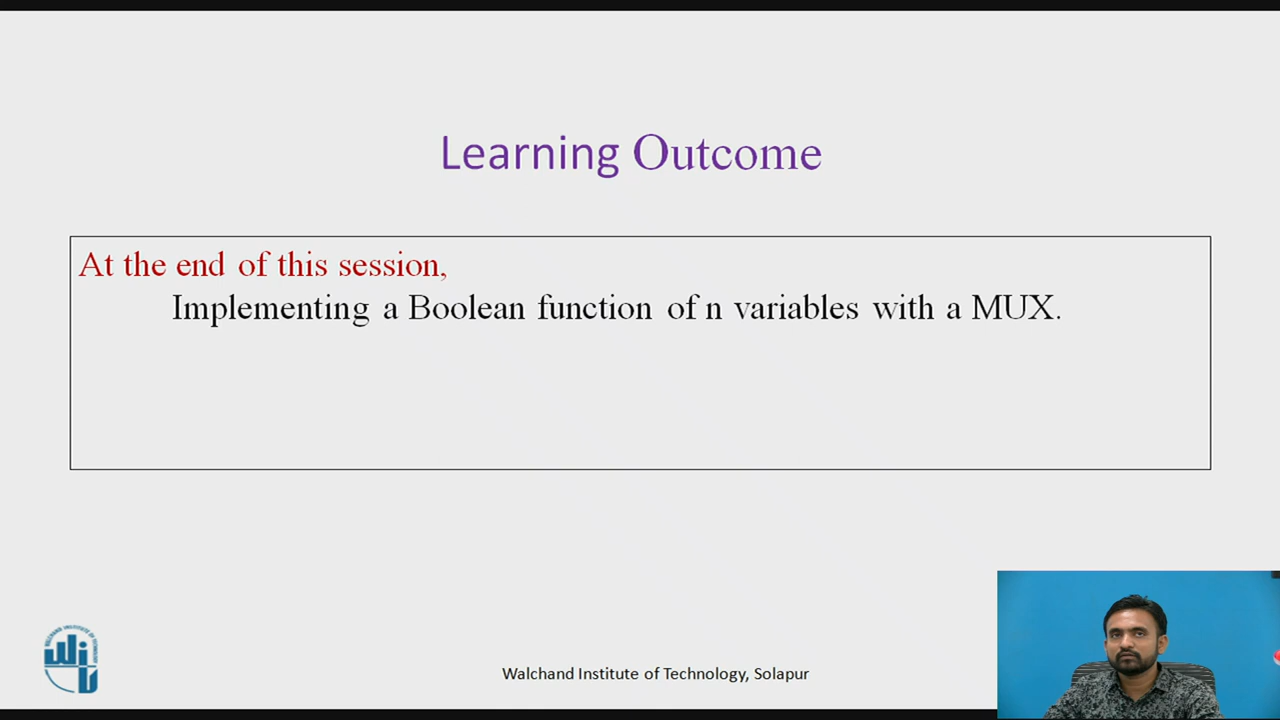 Learning Outcome
At the end of this session,
Implementing a Boolean function of n variables with a MUX.
Walchand Institute of Technology, Solapur